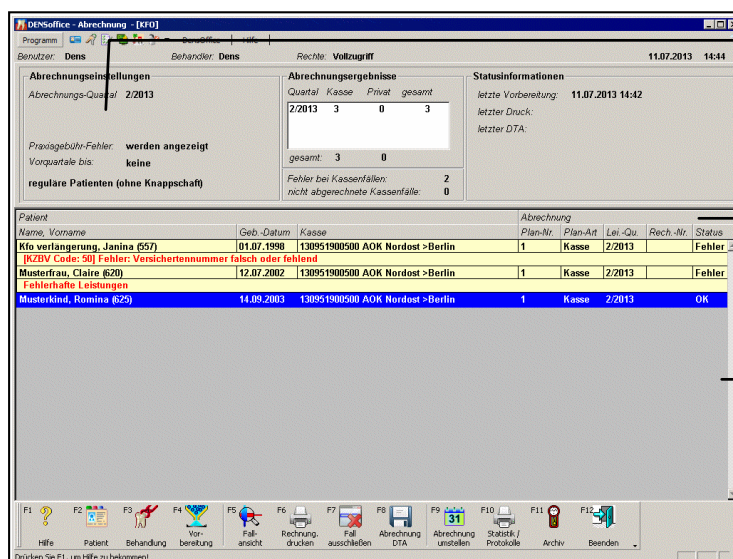 DENSoffice - Abrechnung - [KFO]
Programm DensOffice Hilfe
Benutzer: Dens Behandler: Dens Rechte: Vollzugriff 11.07.2013 14:44
Abrechnungseinstellungen
Abrechnungs-Quartal 2/2013
Praxisgebühr-Fehler: werden angezeigt
Vorquartale bis: keine
reguläre Patienten (ohne Knappschaft)
Abrechnungsergebnisse
Quartal Kasse Privat gesamt
2/2013 3 0 3
gesamt: 3 0
Fehler bei Kassenfällen: 2
nicht abgerechnete Kassenfälle: 0
Statusinformationen
letzte Vorbereitung: 11.07.2013 14:42
letzter Druck:
letzter DTA:
Patient Abrechnung
Name, Vorname Geb.-Datum Kasse Plan-Nr. Plan-Art Lei.-Qu. Rech.-Nr. Status
Kfo verlängerung, Janina (557) 01.07.1998 130951900500 AOK Nordost >Berlin 1 Kasse 2/2013 Fehler
[KZBV Code: 50] Fehler: Versichertennummer falsch oder fehlend
Musterfrau, Claire (620) 12.07.2002 130951900500 AOK Nordost >Berlin 1 Kasse 2/2013 Fehler
Fehlerhafte Leistungen
Musterkind, Romina (625) 14.09.2003 130951900500 AOK Nordost >Berlin 1 Kasse 2/2013 OK
F1 F2 F3 F4 F5 F6 F7 F8 F9 31 F10 F11 F12
Hilfe Patient Behandlung Vor-bereitung Fall-ansicht Rechnung. drucken Fall ausschließen Abrechnung DTA Abrechnung umstellen Statistik / Protokolle Archiv Beenden
Drücken Sie F1, um Hilfe zu bekommen!